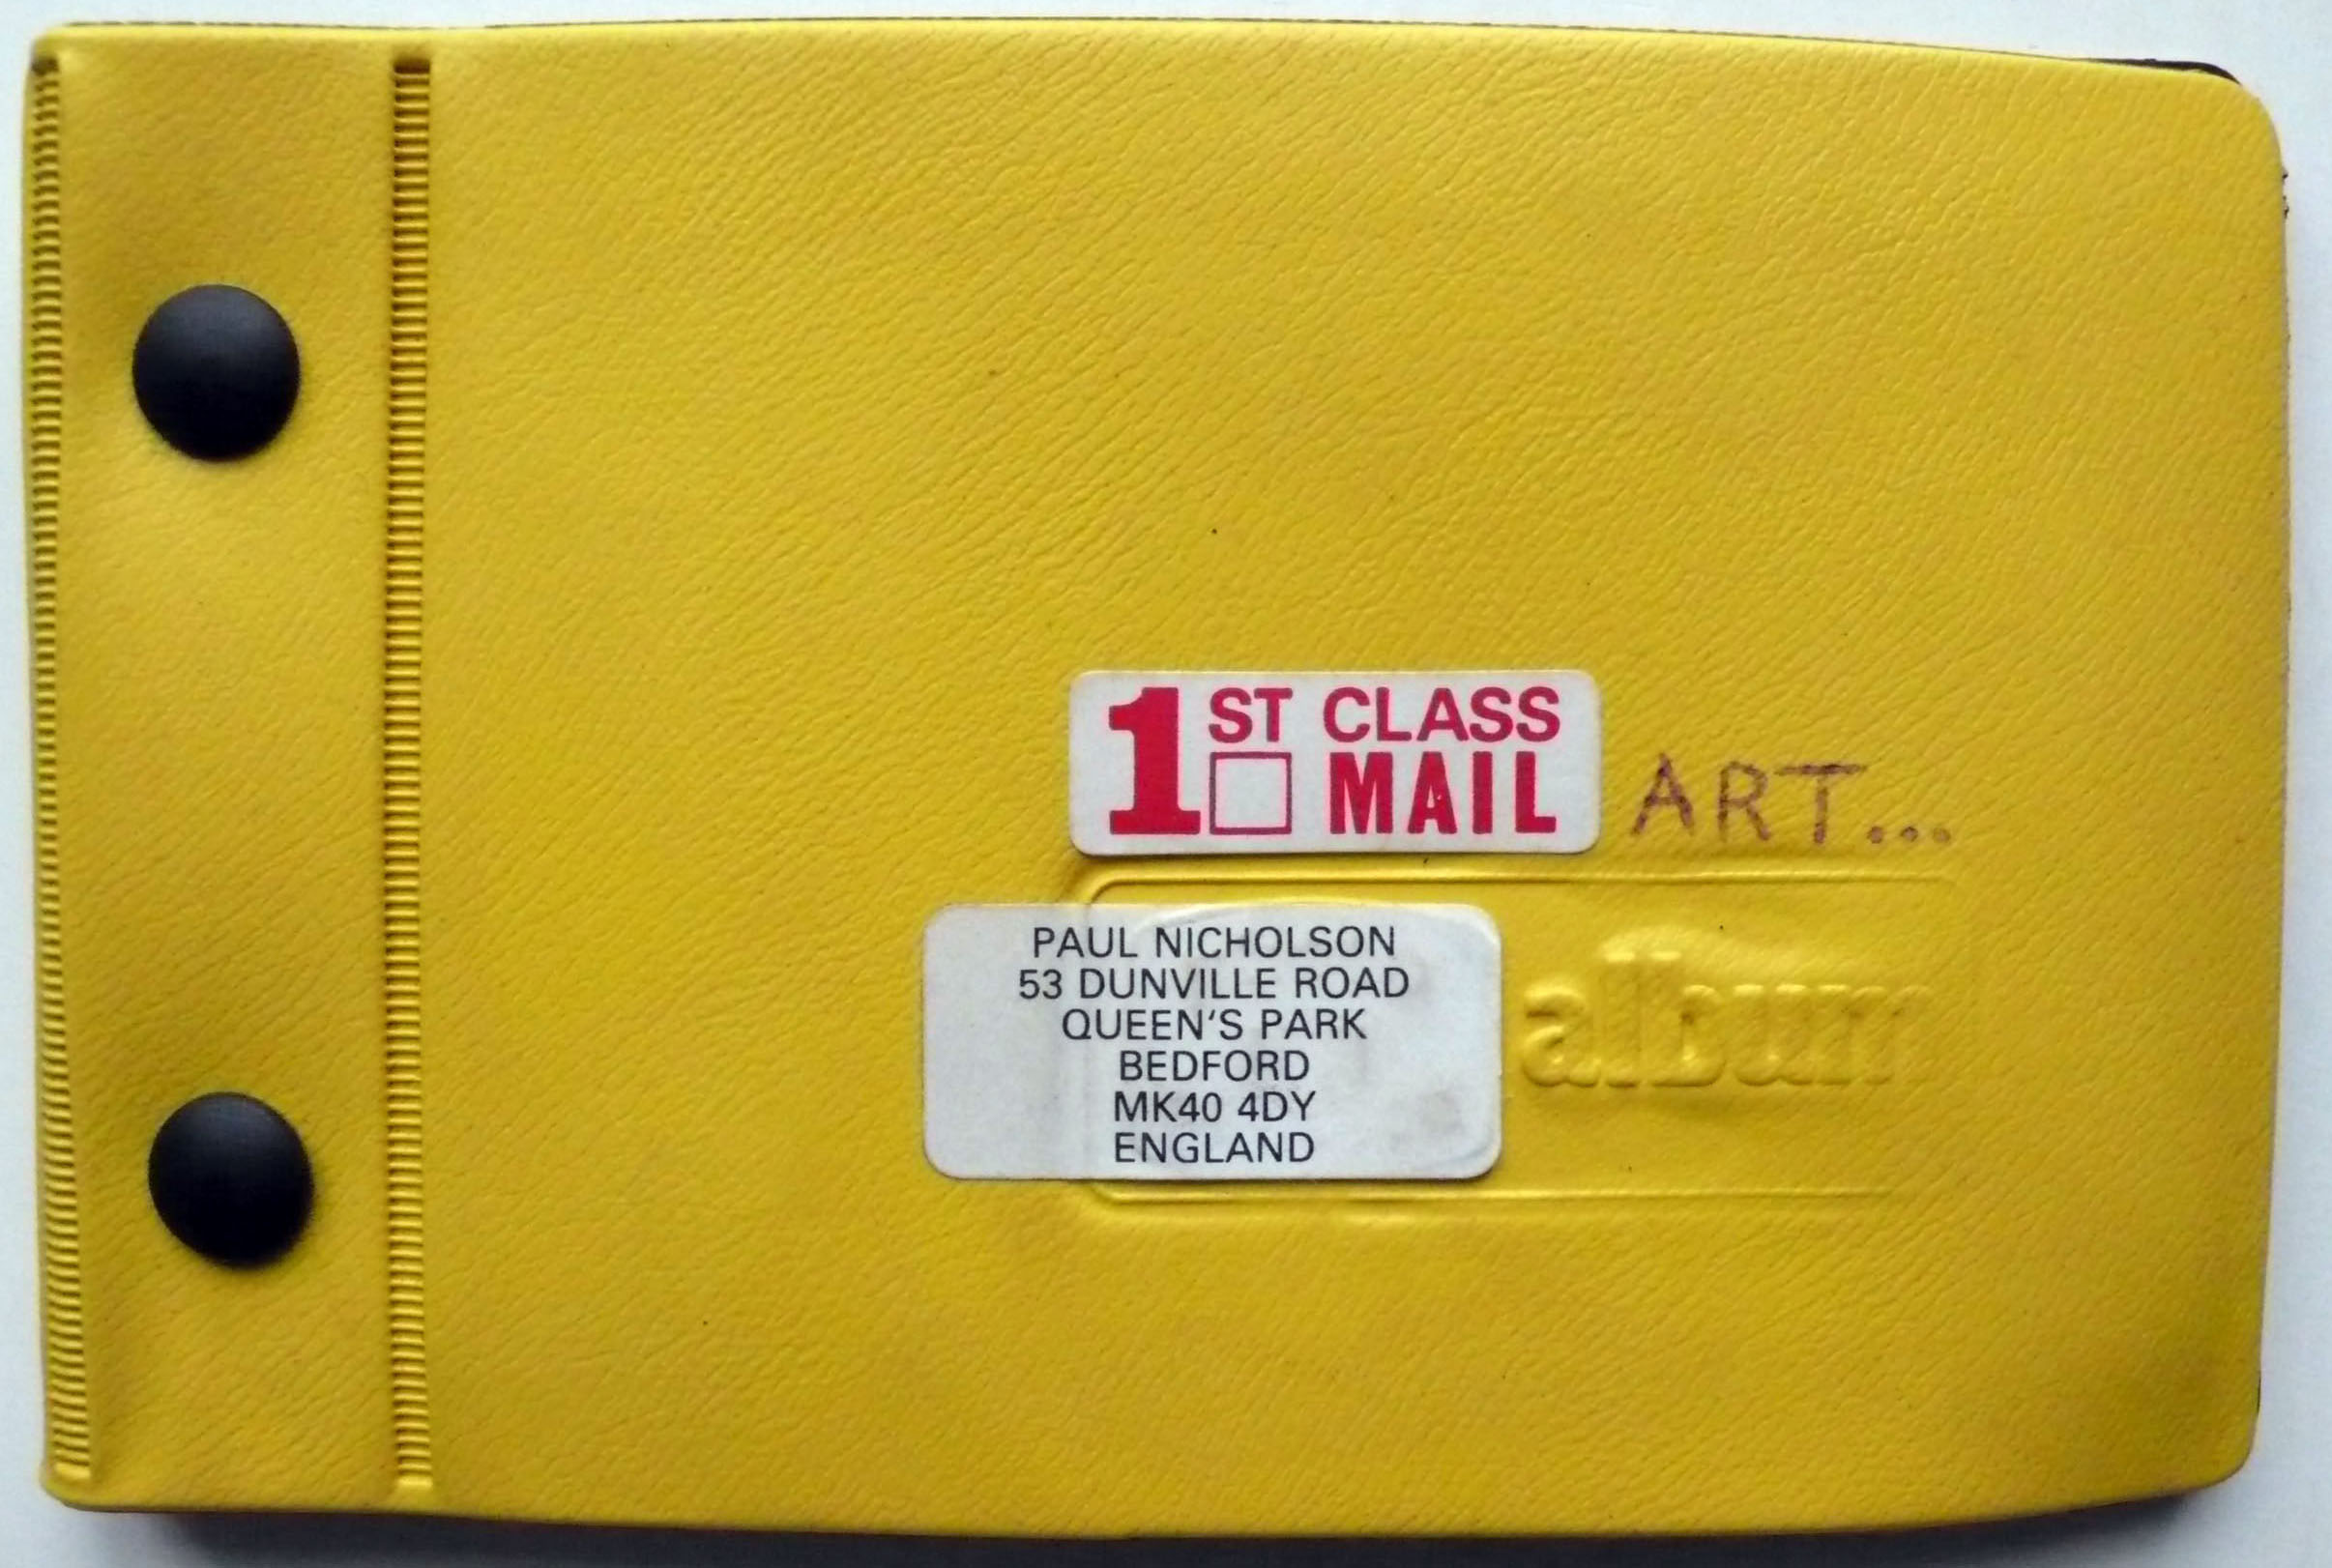 1ST CLASS
MAIL ART...
PAUL NICHOLSON
53 DUNVILLE ROAD
QUEEN'S PARK
BEDFORD
MK40 4DY
ENGLAND
album